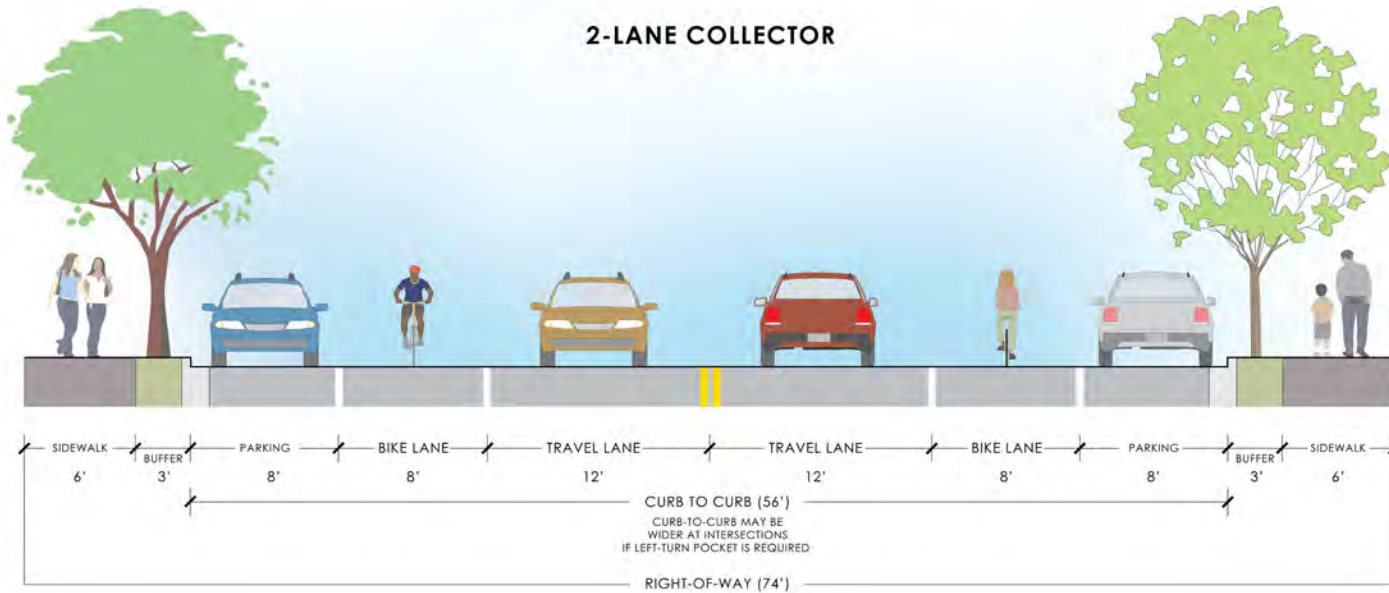 2-LANE COLLECTOR
SIDEWALK BUFFER PARKING BIKE LANE TRAVEL LANE TRAVEL LANE BIKE LANE PARKING BUFFER SIDEWALK
6' 3' 8' 8' 12' 12' 8' 8' 3' 6'
CURB TO CURB (56')
CURB-TO-CURB MAY BE
WIDER AT INTERSECTIONS
IF LEFT-TURN POCKET IS REQUIRED
RIGHT-OF-WAY (74')